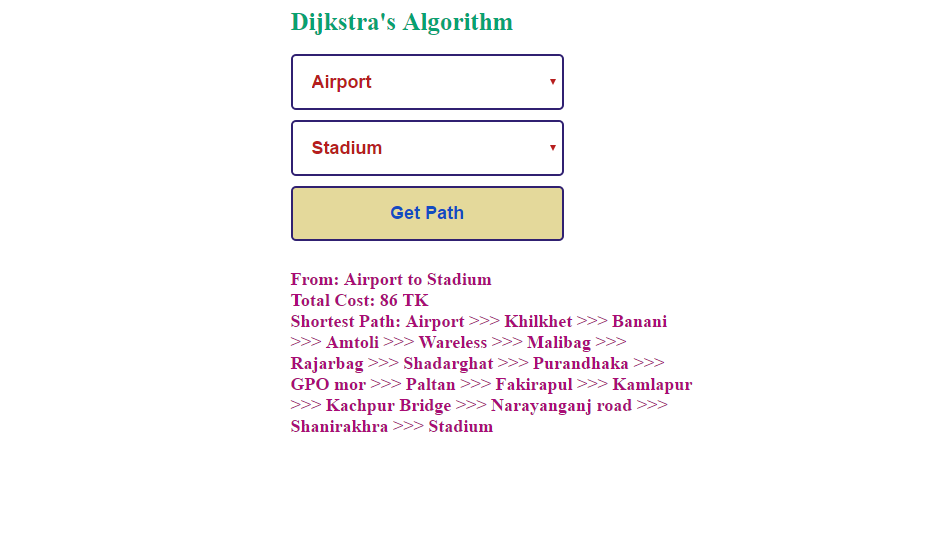 Dijkstra's Algorithm
Airport
Stadium
Get Path
From: Airport to Stadium
Total Cost: 86 TK
Shortest Path: Airport >>> Khilkhet >>> Banani
>>> Amtoli >>> Wareless >>> Malibag >>>
Rajarbag >>> Shadarghat >>> Purandhaka >>>
GPO mor >>> Paltan >>> Fakirapul >>> Kamlapur
>>> Kachpur Bridge >>> Narayanganj road >>>
Shanirakhra >>> Stadium